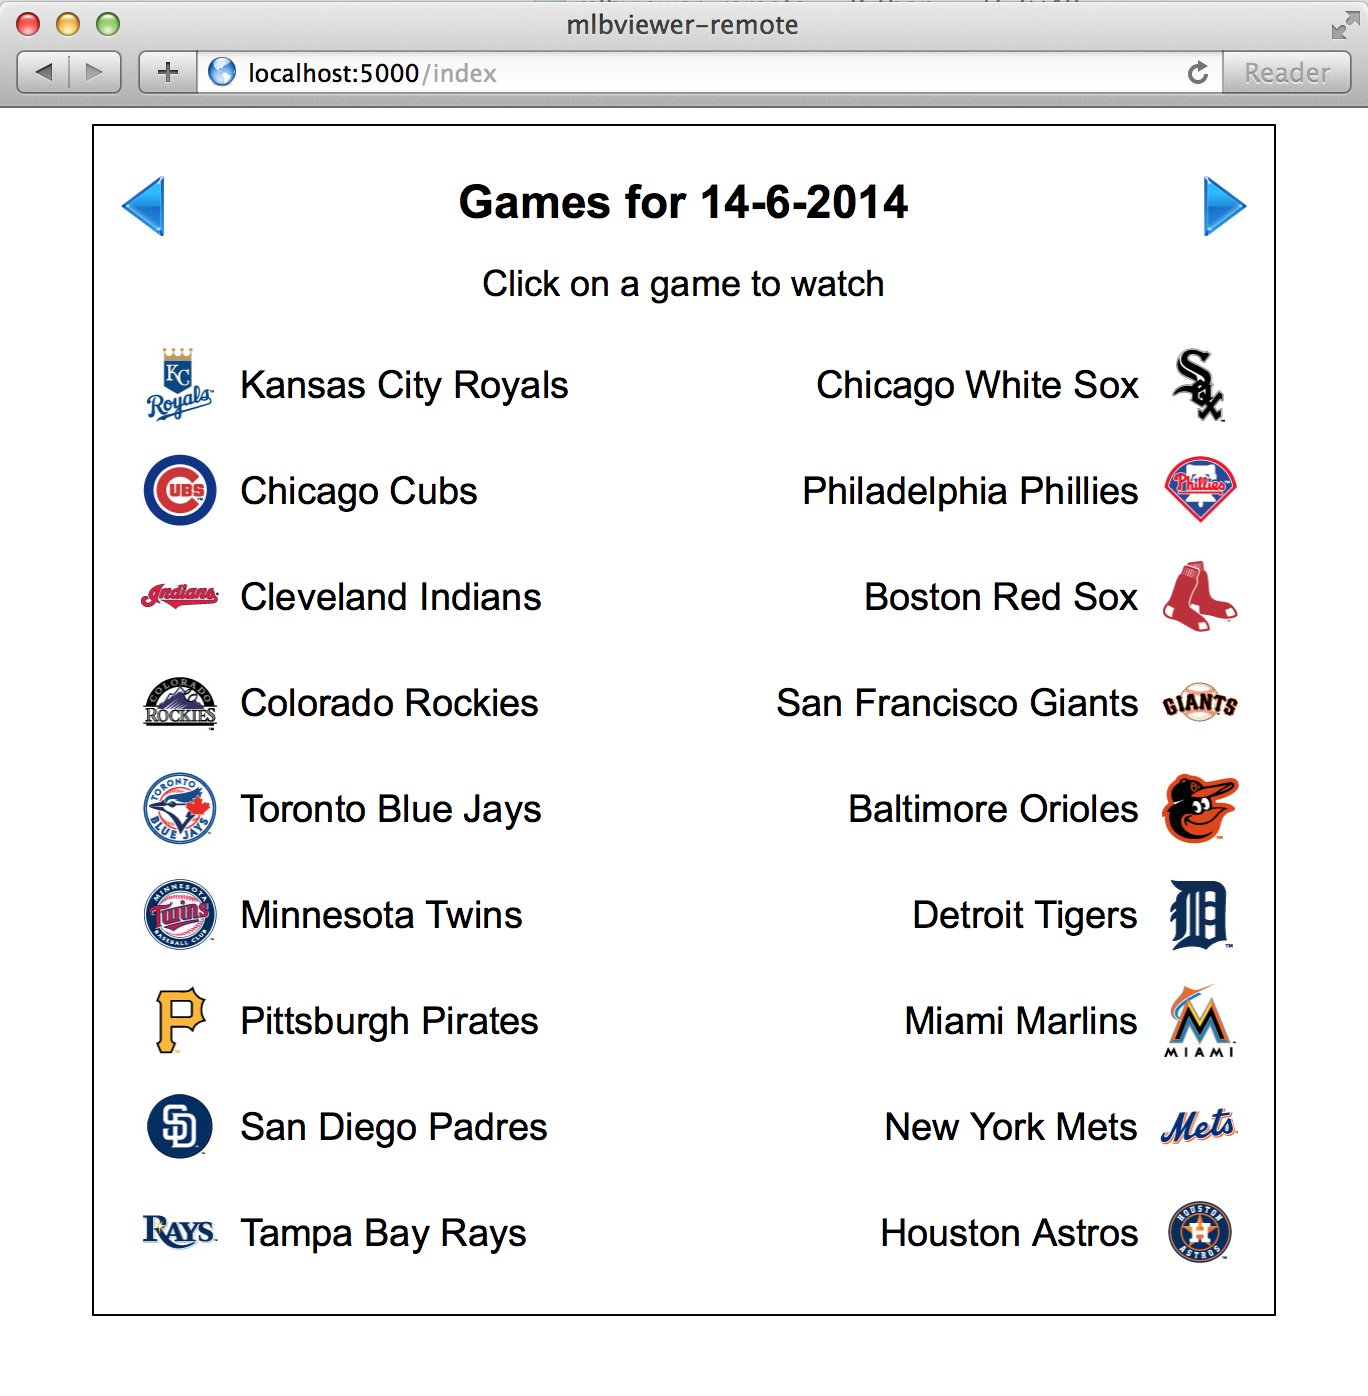 mlbviewer-remote
localhost:5000/index
Reader
Games for 14-6-2014
Click on a game to watch
KC Royals Kansas City Royals Chicago White Sox Sox
CUBS Chicago Cubs Philadelphia Phillies Phillies
Indians Cleveland Indians Boston Red Sox
COLORADO ROCKIES Colorado Rockies San Francisco Giants GIANTS
TORONTO BLUE JAYS Toronto Blue Jays Baltimore Orioles
MINNESOTA Twins BASEBALL CLUB Minnesota Twins Detroit Tigers D
P Pittsburgh Pirates Miami Marlins M MIAMI
SD San Diego Padres New York Mets Mets
RAYS Tampa Bay Rays Houston Astros HOUSTON H ASTROS